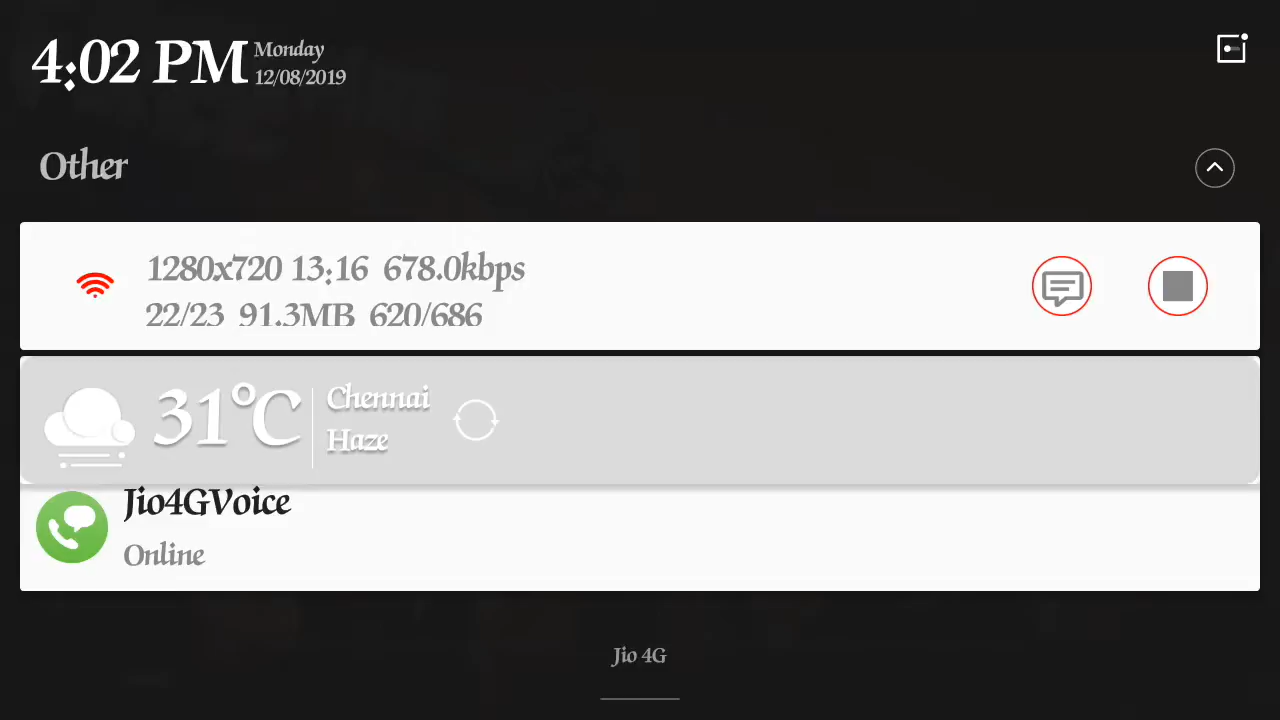 4:02 PM
Monday
12/08/2019
Other
1280x720 13:16 678.0kbps
22/23 91.3MB 620/686
31°C
Chennai
Haze
Jio4GVoice
Online
Jio 4G